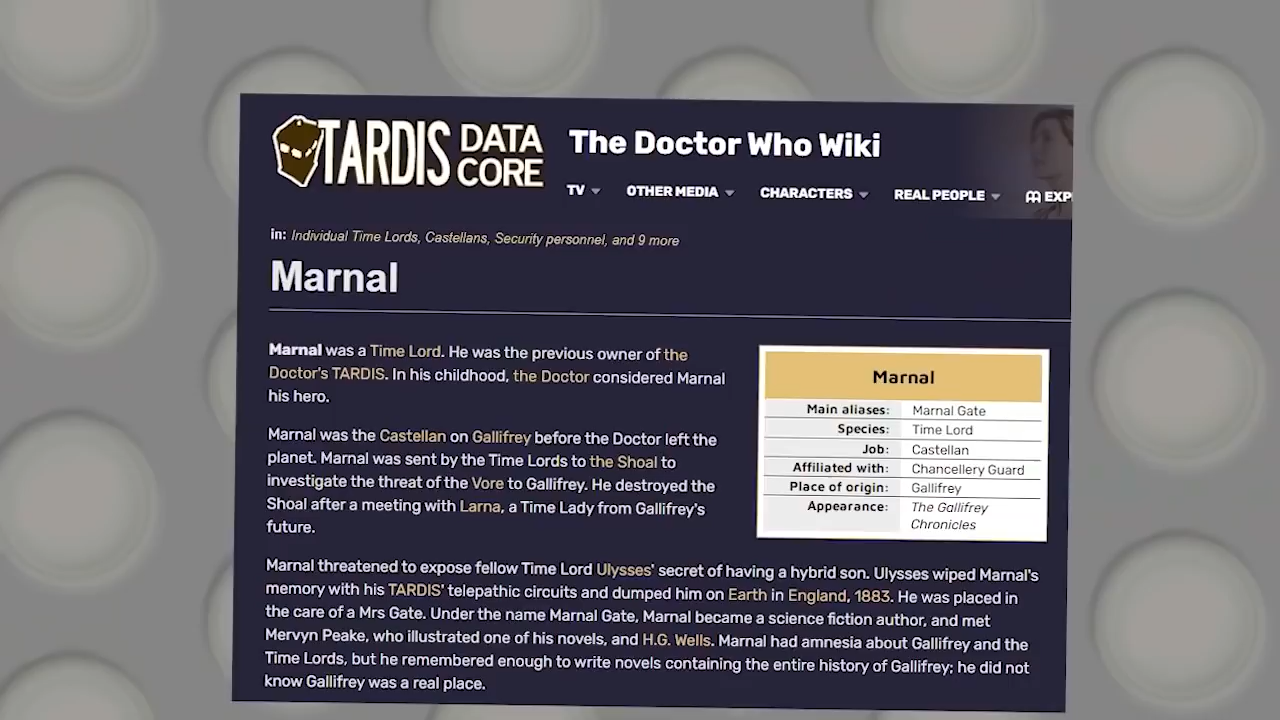 TARDIS DATA CORE
The Doctor Who Wiki
TV OTHER MEDIA CHARACTERS REAL PEOPLE EXP
in: Individual Time Lords, Castellans, Security personnel, and 9 more
Marnal
Marnal was a Time Lord. He was the previous owner of the
Doctor's TARDIS. In his childhood, the Doctor considered Marnal
his hero.
Marnal was the Castellan on Gallifrey before the Doctor left the
planet. Marnal was sent by the Time Lords to the Shoal to
investigate the threat of the Vore to Gallifrey. He destroyed the
Shoal after a meeting with Larna, a Time Lady from Gallifrey's
future.
Marnal
Main aliases: Marnal Gate
Species: Time Lord
Job: Castellan
Affiliated with: Chancellery Guard
Place of origin: Gallifrey
Appearance: The Gallifrey
Chronicles
Marnal threatened to expose fellow Time Lord Ulysses' secret of having a hybrid son. Ulysses wiped Marnal's
memory with his TARDIS' telepathic circuits and dumped him on Earth in England, 1883. He was placed in
the care of a Mrs Gate. Under the name Marnal Gate, Marnal became a science fiction author, and met
Mervyn Peake, who illustrated one of his novels, and H.G. Wells. Marnal had amnesia about Gallifrey and the
Time Lords, but he remembered enough to write novels containing the entire history of Gallifrey; he did not
know Gallifrey was a real place.